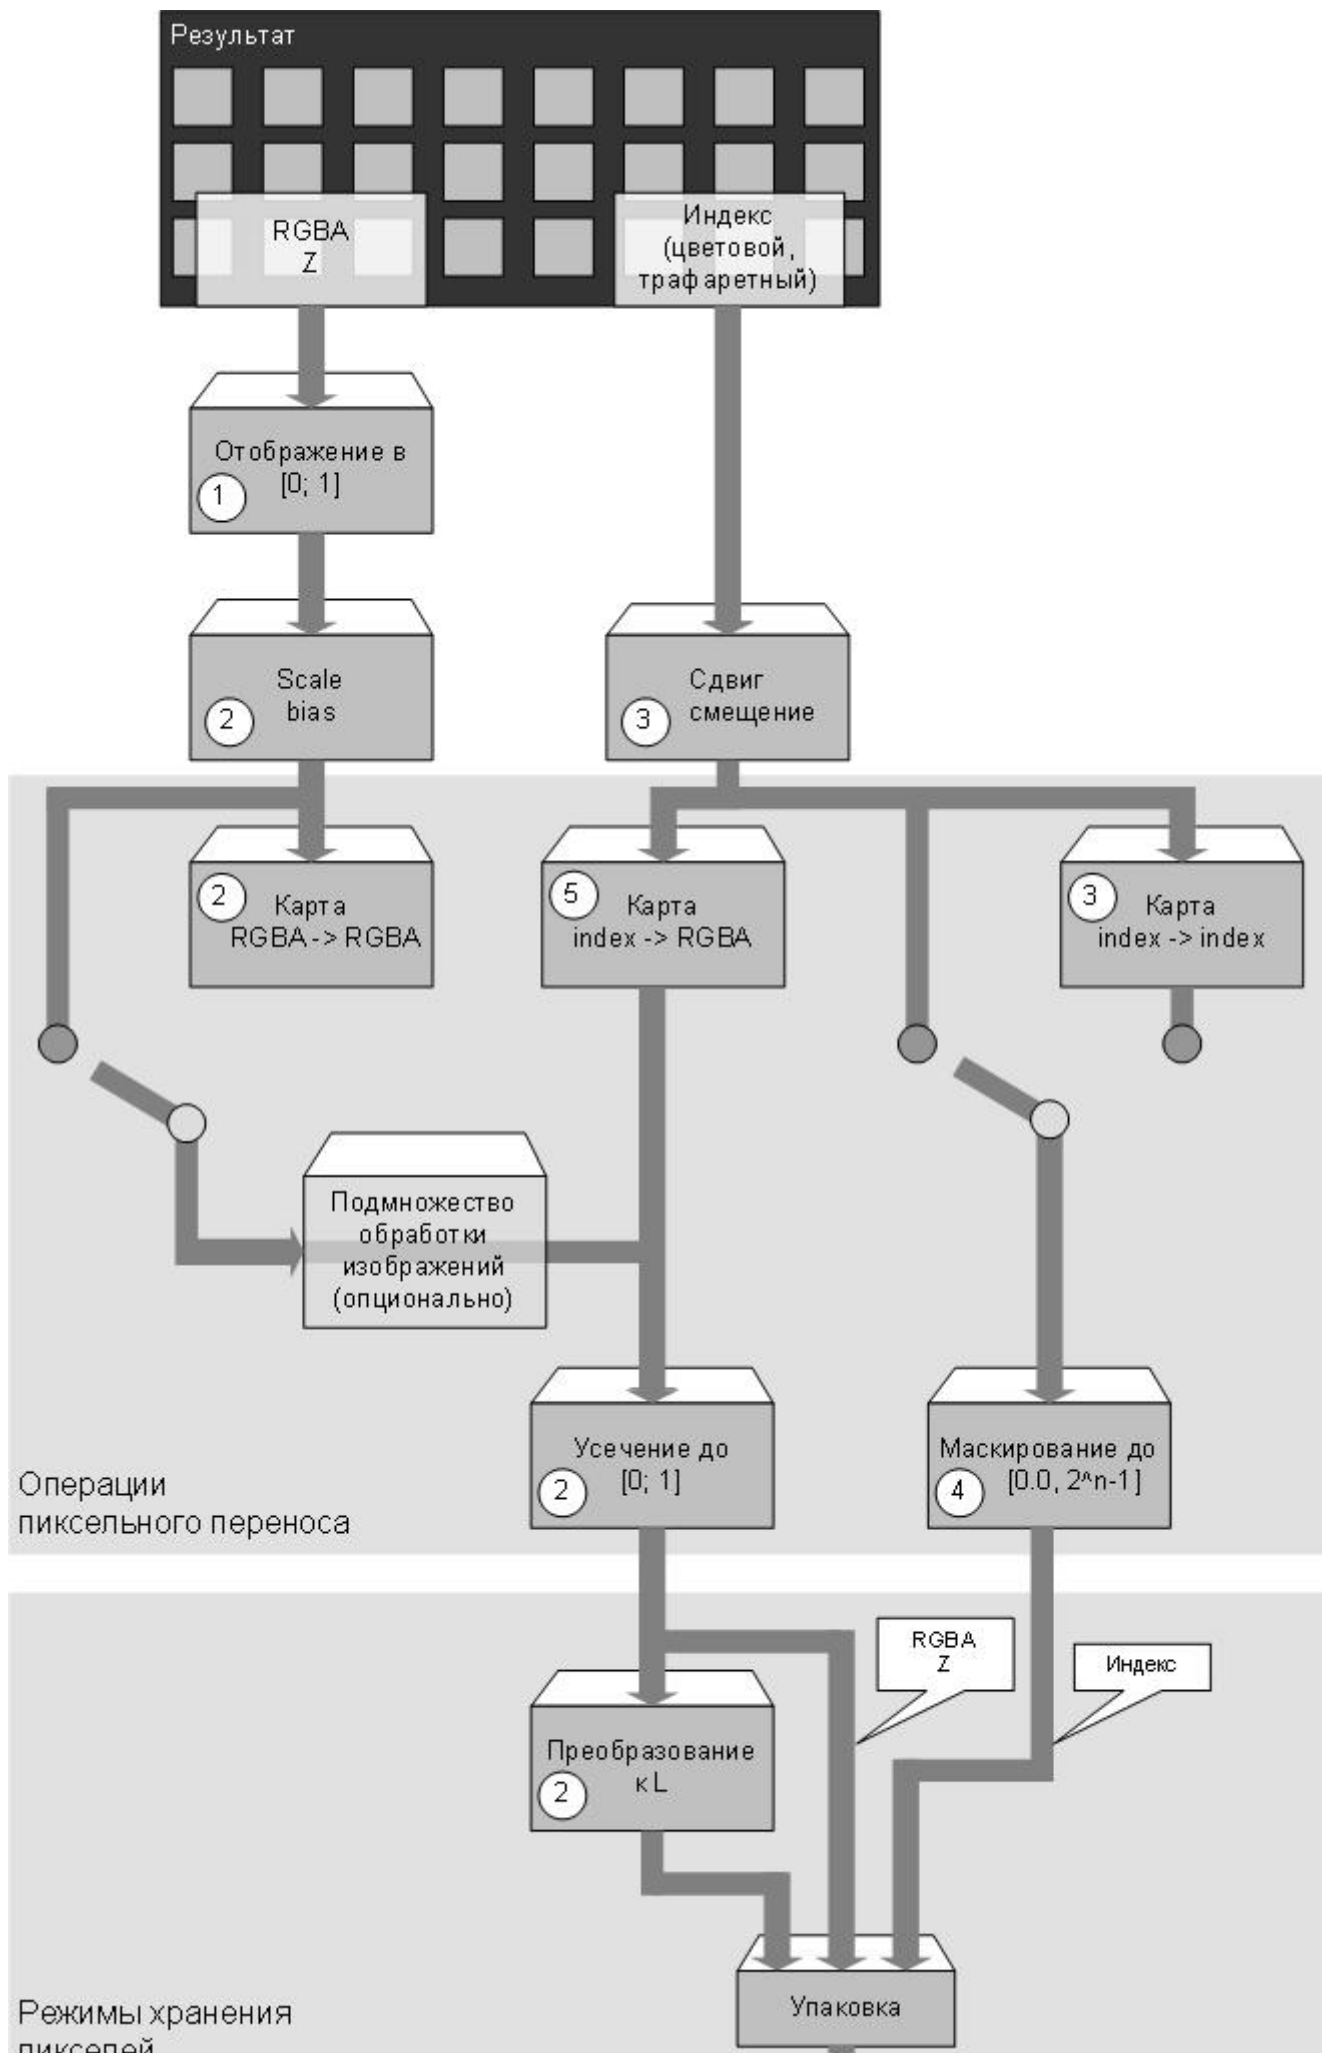 Результат
RGBA
Z
Индекс
(цветовой,
трафаретный)
Отображение в
[0; 1]
1
Scale
bias
2
Сдвиг
смещение
3
2
Карта
RGBA -> RGBA
5
Карта
index -> RGBA
3
Карта
index -> index
Подмножество
обработки
изображений
(опционально)
Усечение до
[0; 1]
2
Маскирование до
[0.0, 2^n-1]
4
Операции
пиксельного переноса
RGBA
Z
Индекс
Преобразование
к L
2
Упаковка
Режимы хранения
пикселей